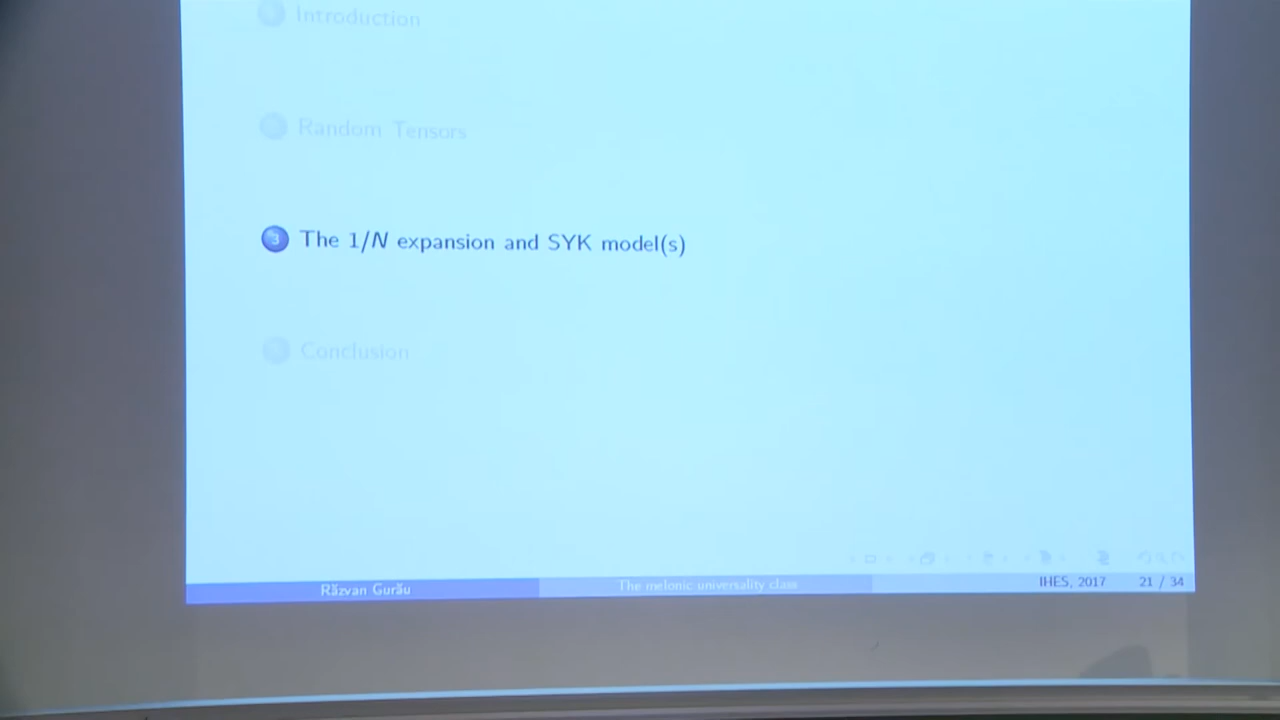 Introduction
Random Tensors
3 The 1/N expansion and SYK model(s)
Conclusion
Răzvan Gurău The melonic universality class IHES, 2017 21 / 34